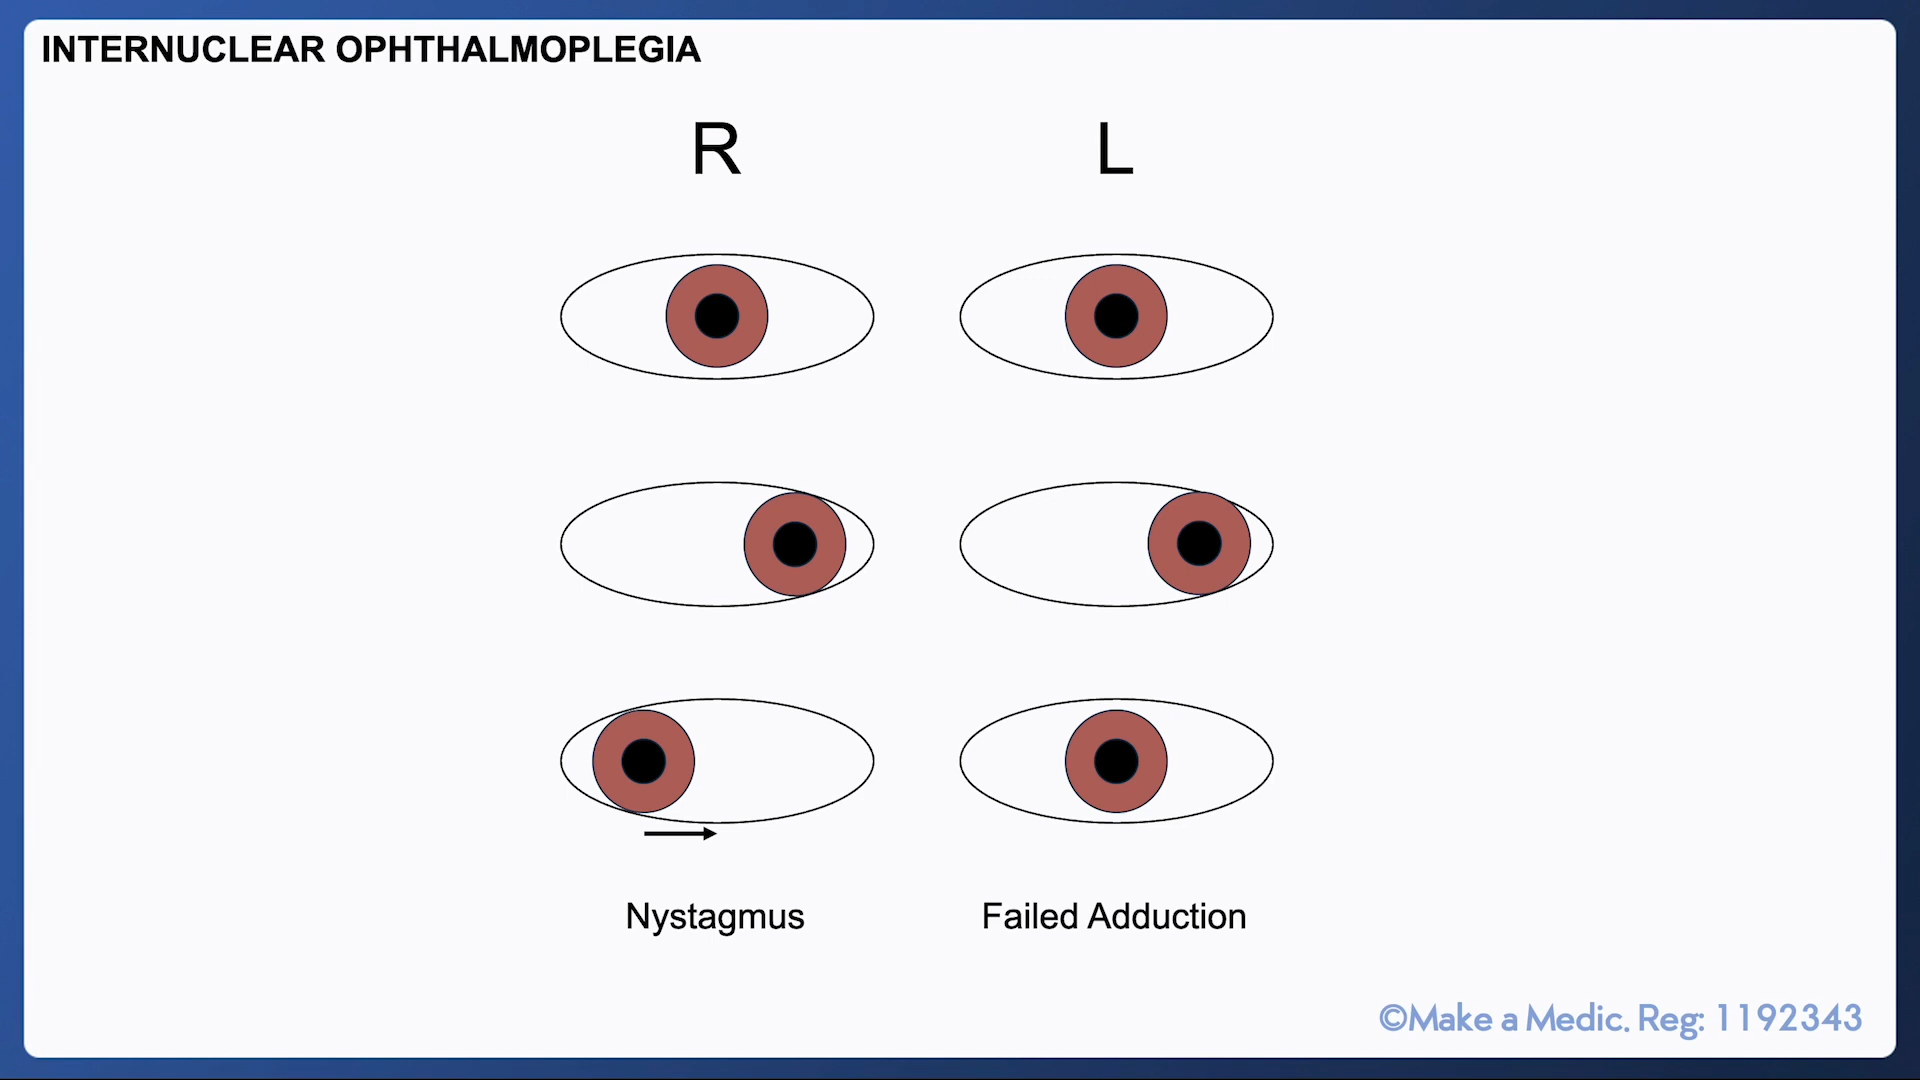 INTERNUCLEAR OPHTHALMOPLEGIA
R L
Nystagmus Failed Adduction
©Make a Medic. Reg: 1192343